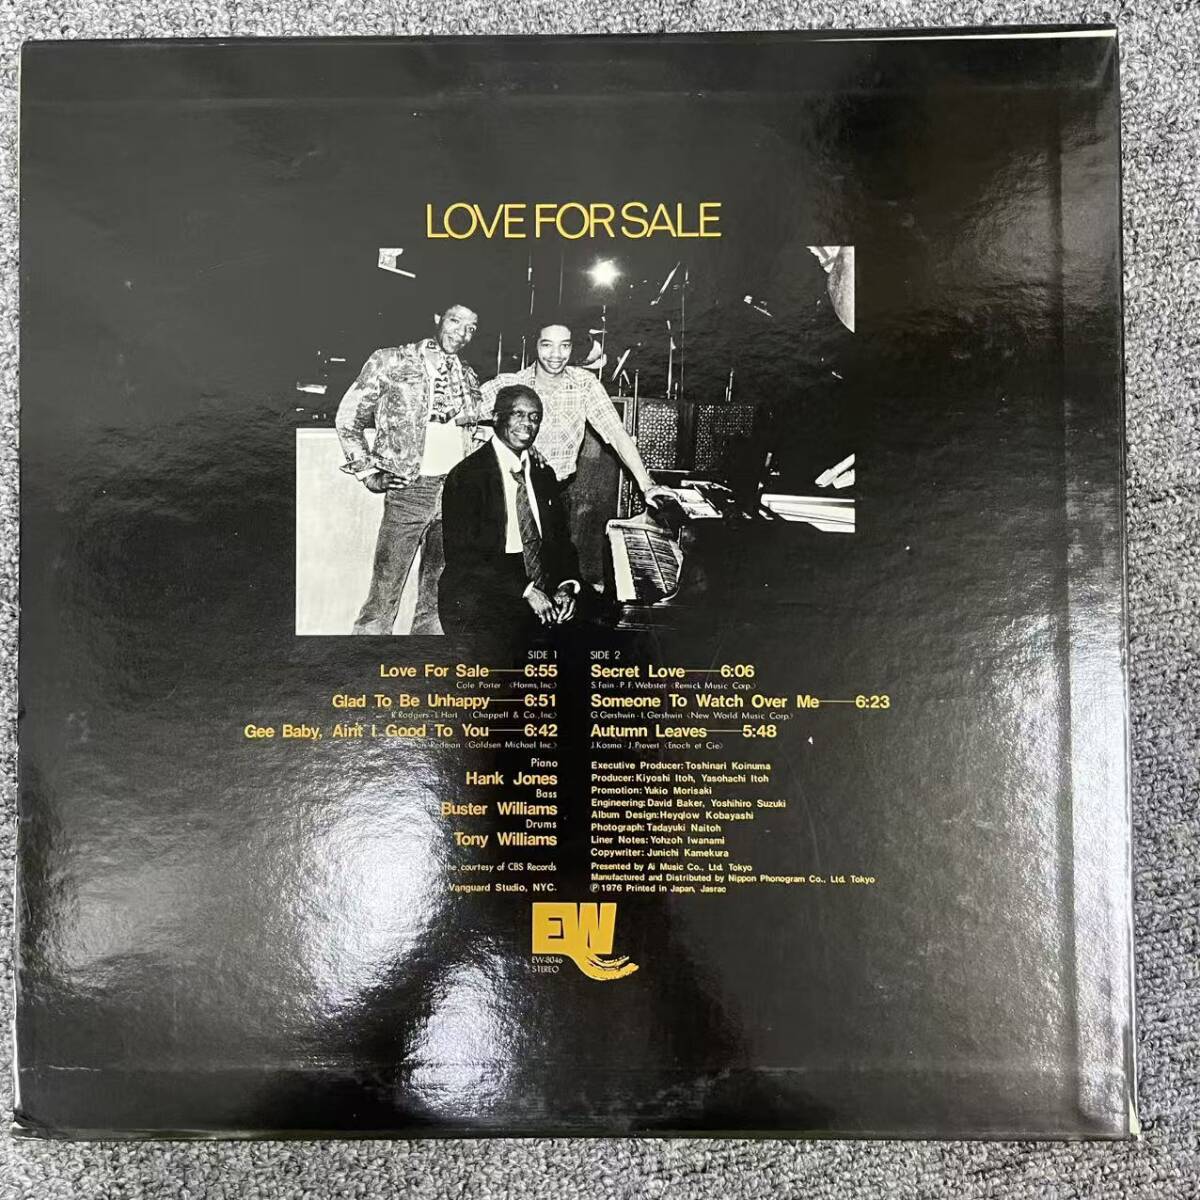 LOVE FOR SALE
SIDE 1
Love For Sale 6:55
Cole Porter (Harms, Inc.)
Glad To Be Unhappy 6:51
R. Rodgers - L. Hart (Chappell & Co., Inc.)
Gee Baby, Ain't I Good To You 6:42
Don Redman (Goldsen Michael Inc.)
Piano
Hank Jones
Bass
Buster Williams
Drums
Tony Williams
the courtesy of CBS Records
Vanguard Studio, NYC.
SIDE 2
Secret Love 6:06
S. Fain - P. F. Webster (Remick Music Corp.)
Someone To Watch Over Me 6:23
G. Gershwin - I. Gershwin (New World Music Corp.)
Autumn Leaves 5:48
J. Kosma - J. Prevert (Enoch et Cie)
Executive Producer: Toshinari Koinuma
Producer: Kiyoshi Itoh, Yasohachi Itoh
Promotion: Yukio Morisaki
Engineering: David Baker, Yoshihiro Suzuki
Album Design: Heyqlow Kobayashi
Photograph: Tadayuki Naitoh
Liner Notes: Yohzoh Iwanami
Copywriter: Junichi Kamekura
Presented by Ai Music Co., Ltd. Tokyo
Manufactured and Distributed by Nippon Phonogram Co., Ltd. Tokyo
℗ 1976 Printed in Japan, Jasrac
EW
EW-8046
STEREO